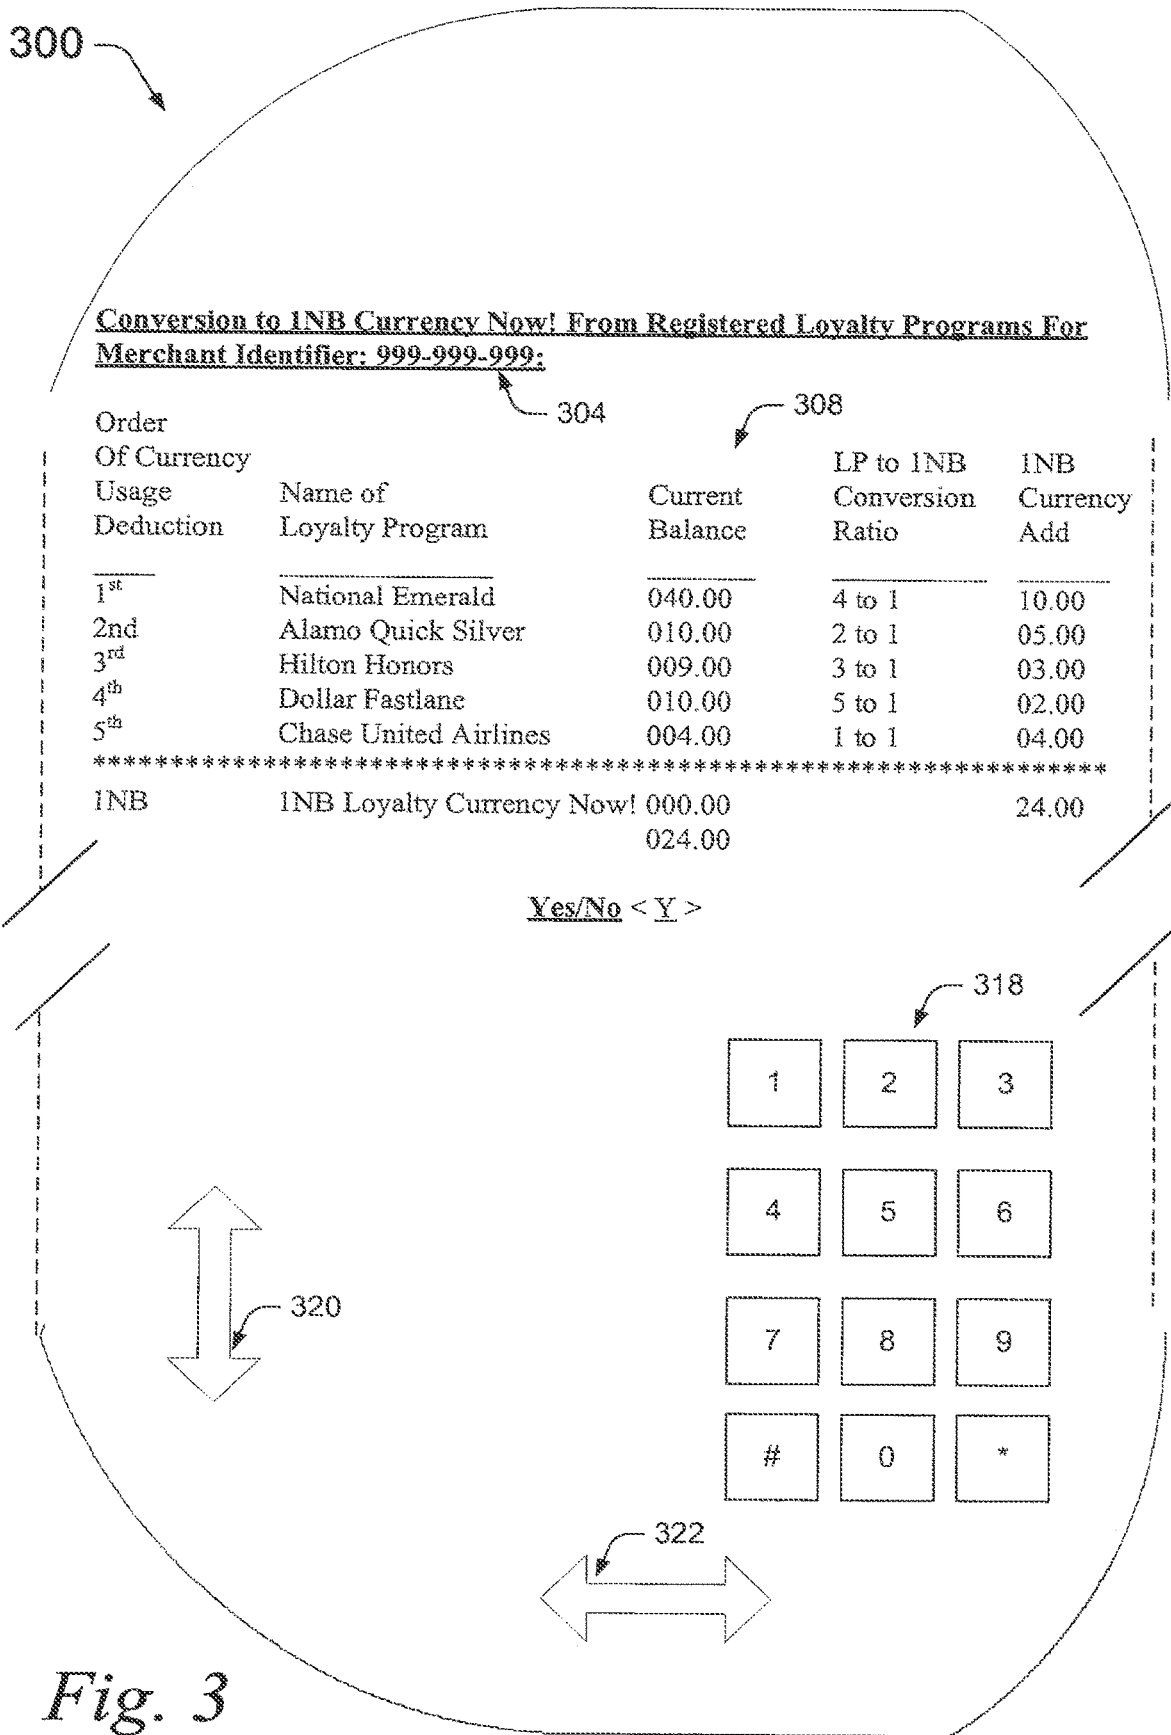 300
Conversion to 1NB Currency Now! From Registered Loyalty Programs For
Merchant Identifier: 999-999-999:
304
308
Order
Of Currency LP to 1NB 1NB
Usage Name of Current Conversion Currency
Deduction Loyalty Program Balance Ratio Add
1st National Emerald 040.00 4 to 1 10.00
2nd Alamo Quick Silver 010.00 2 to 1 05.00
3rd Hilton Honors 009.00 3 to 1 03.00
4th Dollar Fastlane 010.00 5 to 1 02.00
5th Chase United Airlines 004.00 1 to 1 04.00
*******************************************************************
1NB 1NB Loyalty Currency Now! 000.00 24.00
024.00
Yes/No < Y >
318
1 2 3
4 5 6
320
7 8 9
# 0 *
322
Fig. 3